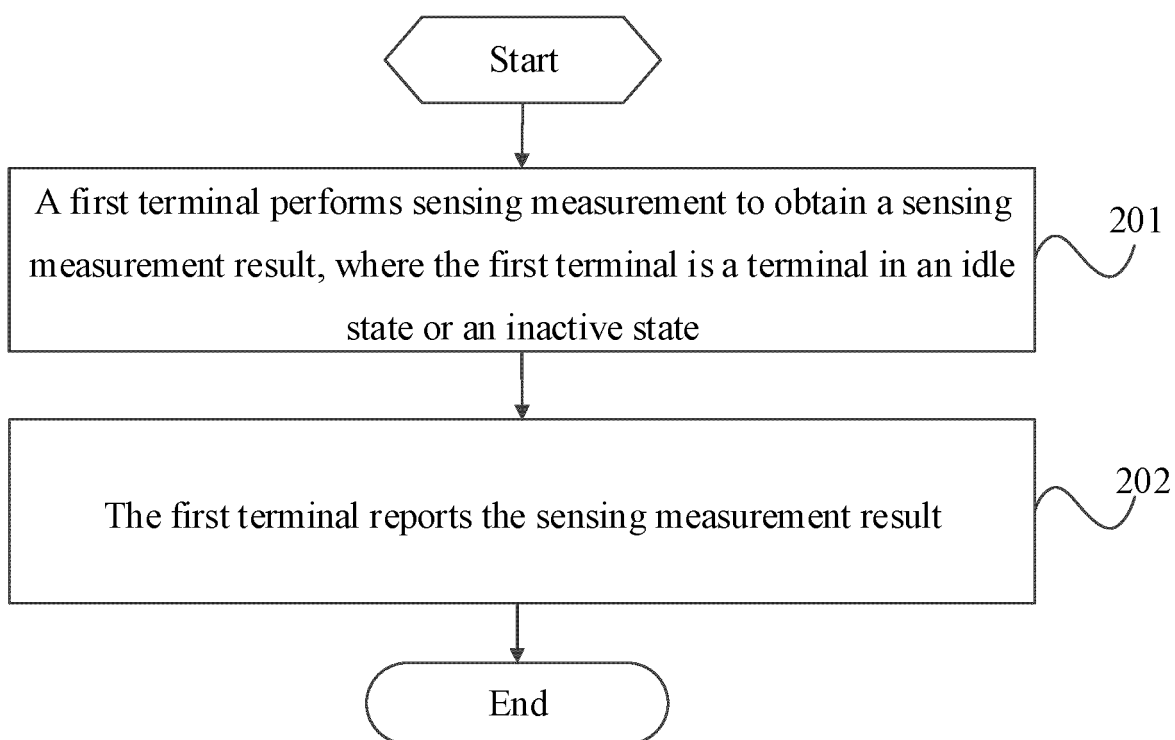 Start
A first terminal performs sensing measurement to obtain a sensing
measurement result, where the first terminal is a terminal in an idle
state or an inactive state
201
The first terminal reports the sensing measurement result
202
End